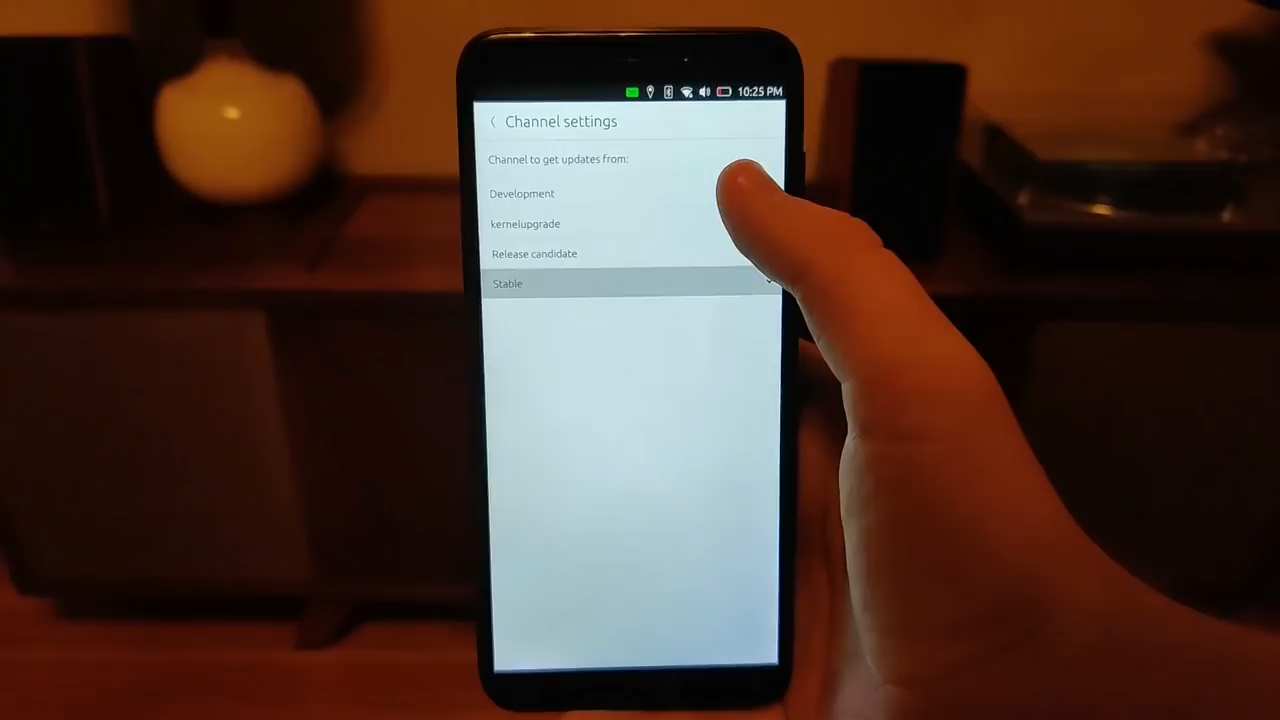 10:25 PM
Channel settings
Channel to get updates from:
Development
kernelupgrade
Release candidate
Stable